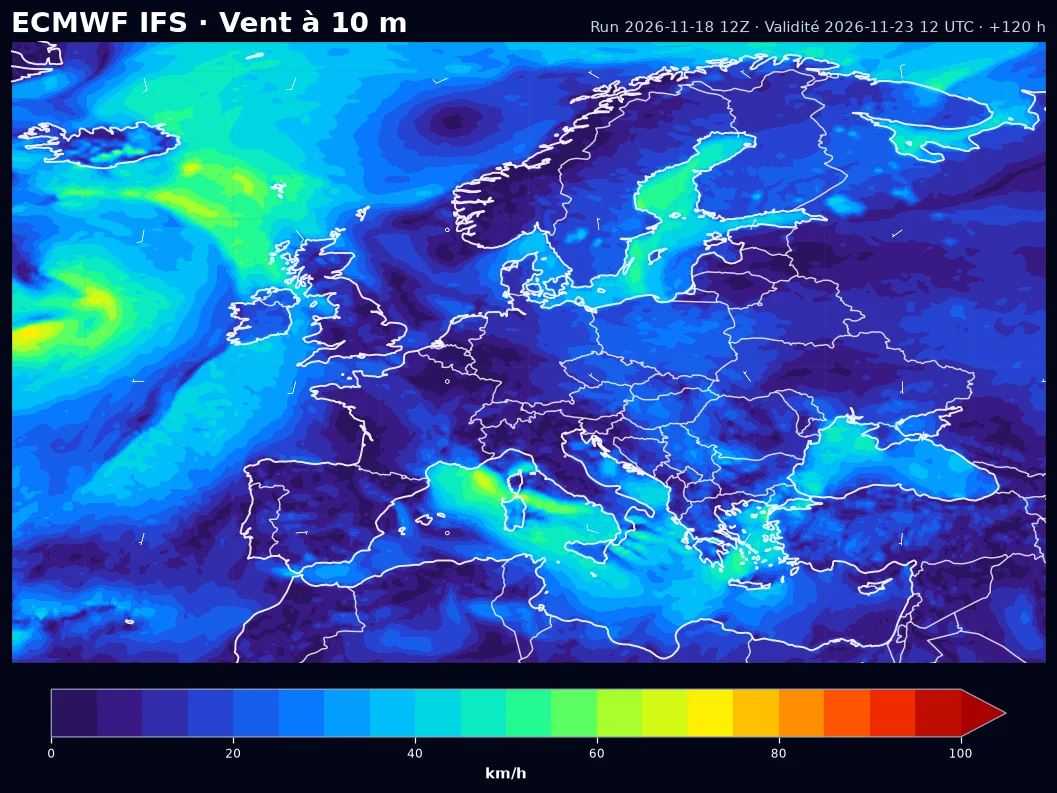 ECMWF IFS · Vent à 10 m
Run 2026-11-18 12Z · Validité 2026-11-23 12 UTC · +120 h
0 20 40 60 80 100
km/h